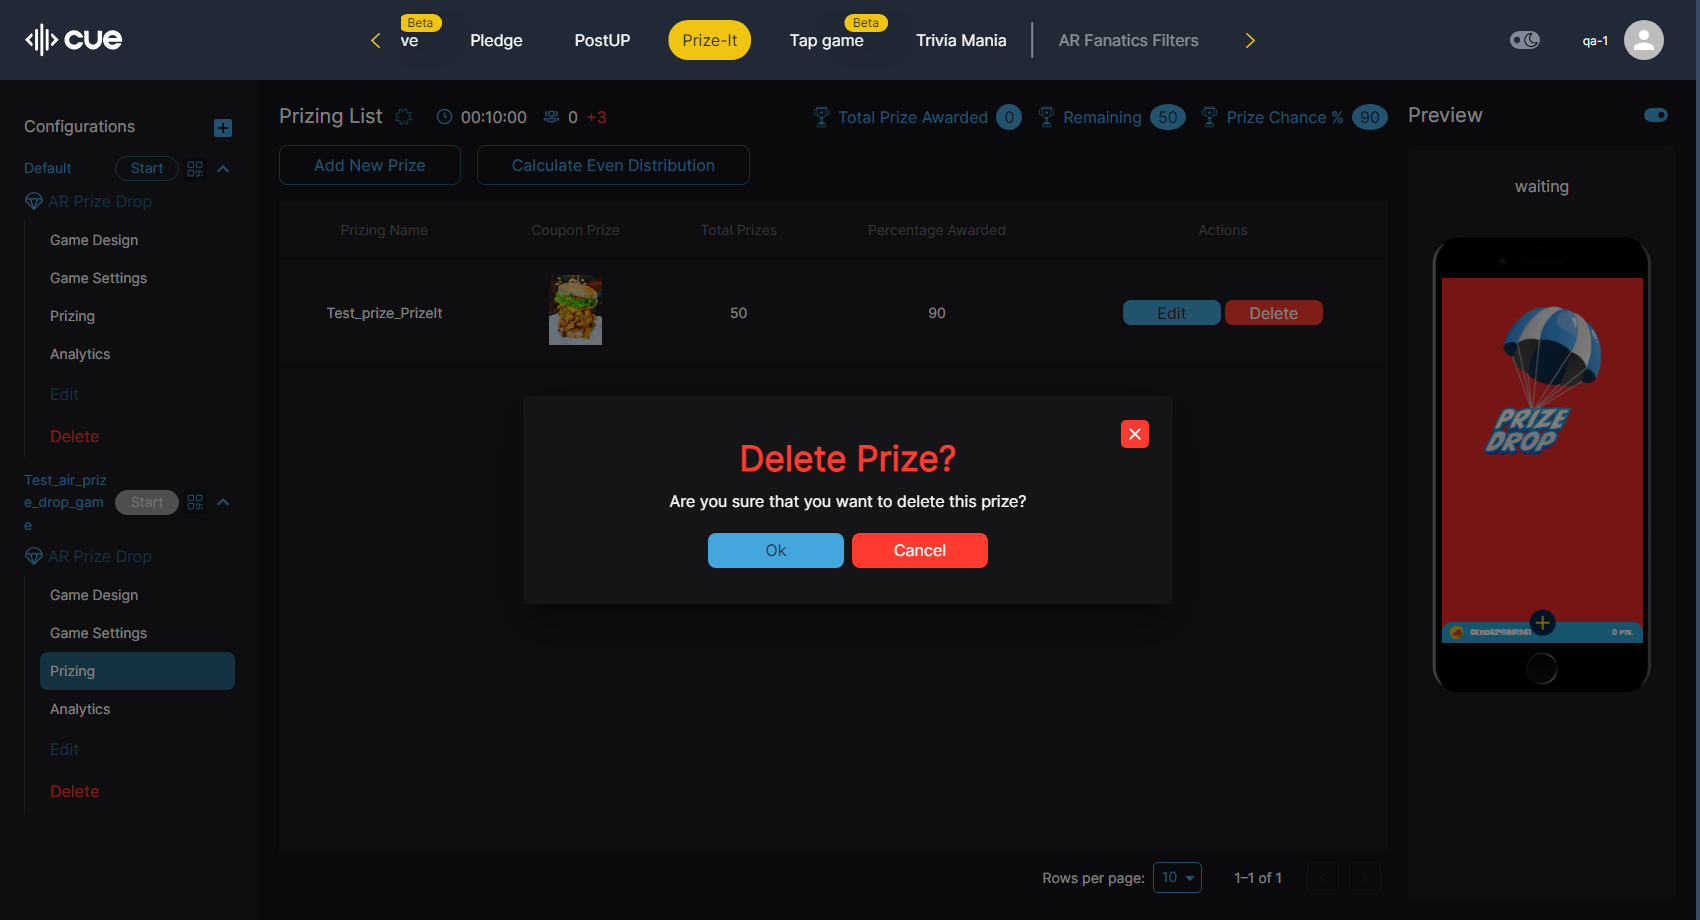 cue
Beta
ve
Pledge
PostUP
Prize-It
Beta
Tap game
Trivia Mania
AR Fanatics Filters
qa-1
Configurations
Default
Start
AR Prize Drop
Game Design
Game Settings
Prizing
Analytics
Edit
Delete
Test_air_priz
e_drop_gam
e
Start
AR Prize Drop
Game Design
Game Settings
Prizing
Analytics
Edit
Delete
Prizing List
00:10:00
0 +3
Total Prize Awarded 0
Remaining 50
Prize Chance % 90
Add New Prize
Calculate Even Distribution
Prizing Name
Coupon Prize
Total Prizes
Percentage Awarded
Actions
Test_prize_PrizeIt
50
90
Edit
Delete
Delete Prize?
Are you sure that you want to delete this prize?
Ok
Cancel
Rows per page: 10
1–1 of 1
Preview
waiting
PRIZE
DROP
0 PTS.